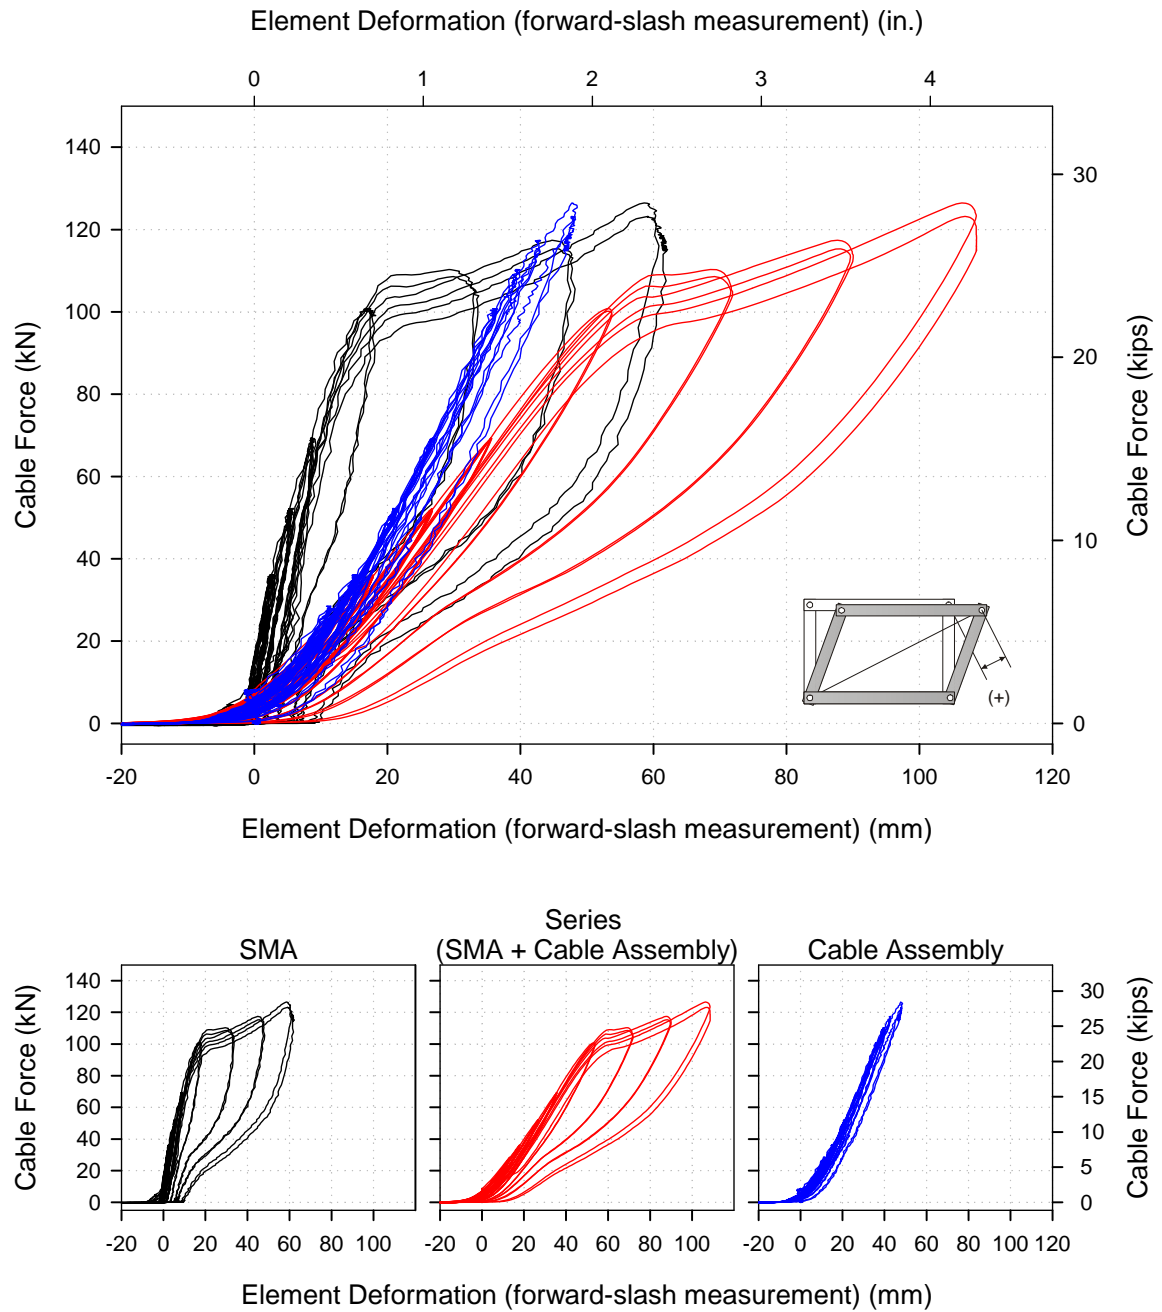 Element Deformation (forward-slash measurement) (in.)
0 1 2 3 4
140
120
100
80
60
40
20
0
Cable Force (kN)
30
20
10
0
Cable Force (kips)
(+)
-20 0 20 40 60 80 100 120
Element Deformation (forward-slash measurement) (mm)
SMA
Series
(SMA + Cable Assembly)
Cable Assembly
140
120
100
80
60
40
20
0
Cable Force (kN)
30
25
20
15
10
5
0
Cable Force (kips)
-20 0 20 40 60 80 100
-20 0 20 40 60 80 100
-20 0 20 40 60 80 100 120
Element Deformation (forward-slash measurement) (mm)